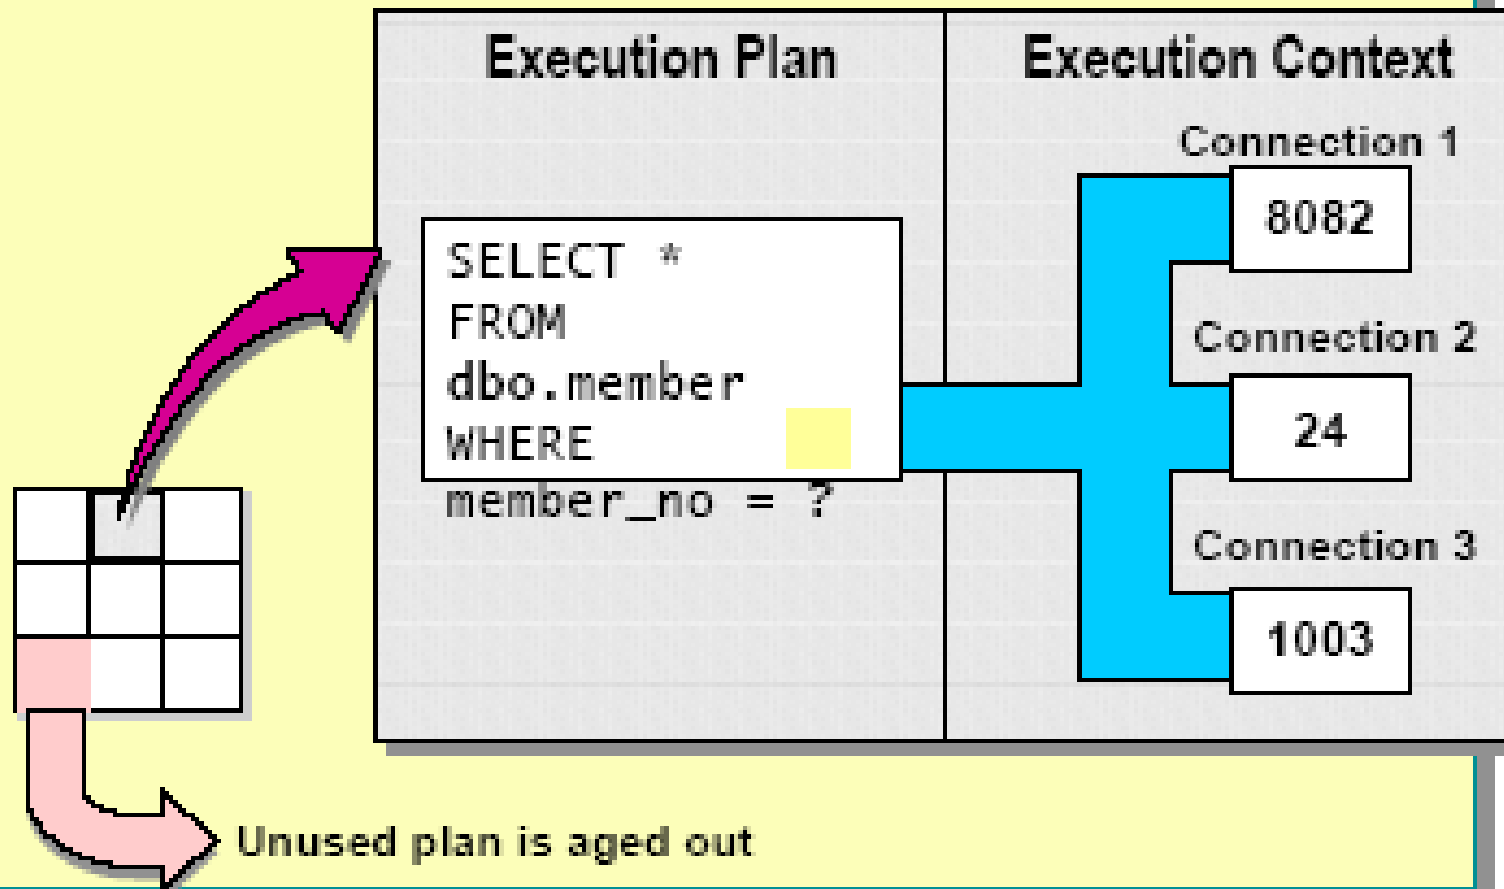 Execution Plan
SELECT *
FROM
dbo.member
WHERE
member_no = ?
Execution Context
Connection 1
8082
Connection 2
24
Connection 3
1003
Unused plan is aged out